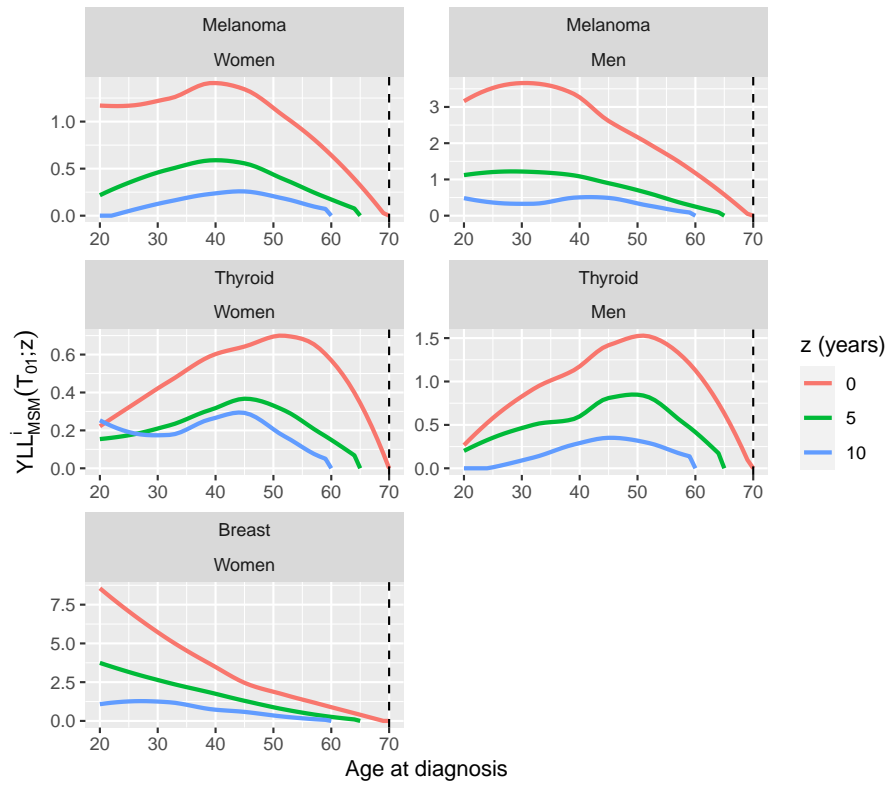 Melanoma
Women
Melanoma
Men
1.0
0.5
0.0
20 30 40 50 60 70
3
2
1
0
20 30 40 50 60 70
Thyroid
Women
Thyroid
Men
0.6
0.4
0.2
0.0
20 30 40 50 60 70
1.5
1.0
0.5
0.0
20 30 40 50 60 70
Breast
Women
7.5
5.0
2.5
0.0
20 30 40 50 60 70
Age at diagnosis
YLL^i_MSM(T_01;z)
z (years)
0
5
10